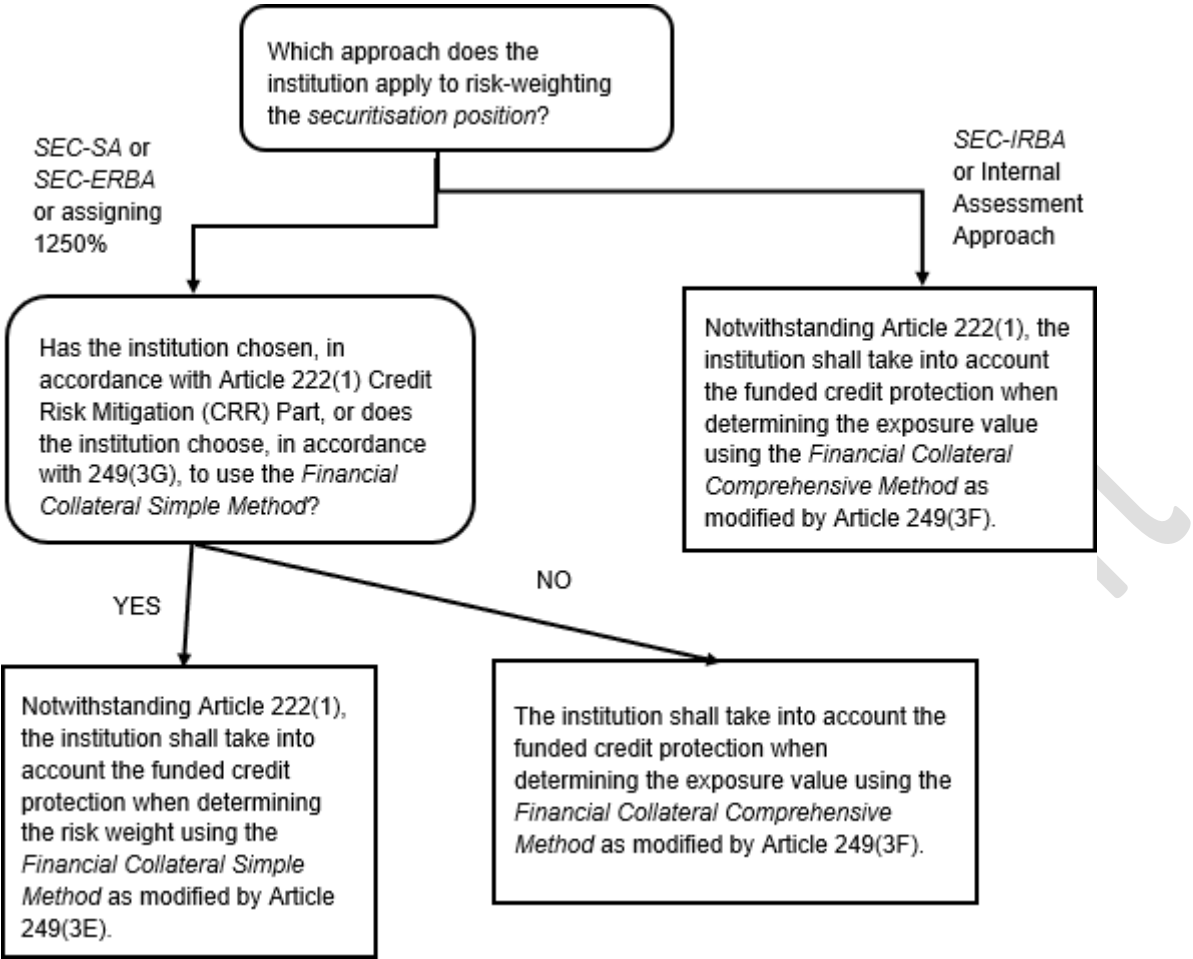 Which approach does the
institution apply to risk-weighting
the securitisation position?
SEC-SA or
SEC-ERBA
or assigning
1250%
SEC-IRBA
or Internal
Assessment
Approach
Has the institution chosen, in
accordance with Article 222(1) Credit
Risk Mitigation (CRR) Part, or does
the institution choose, in accordance
with 249(3G), to use the Financial
Collateral Simple Method?
Notwithstanding Article 222(1), the
institution shall take into account
the funded credit protection when
determining the exposure value
using the Financial Collateral
Comprehensive Method as
modified by Article 249(3F).
YES
NO
Notwithstanding Article 222(1),
the institution shall take into
account the funded credit
protection when determining
the risk weight using the
Financial Collateral Simple
Method as modified by Article
249(3E).
The institution shall take into account the
funded credit protection when
determining the exposure value using the
Financial Collateral Comprehensive
Method as modified by Article 249(3F).